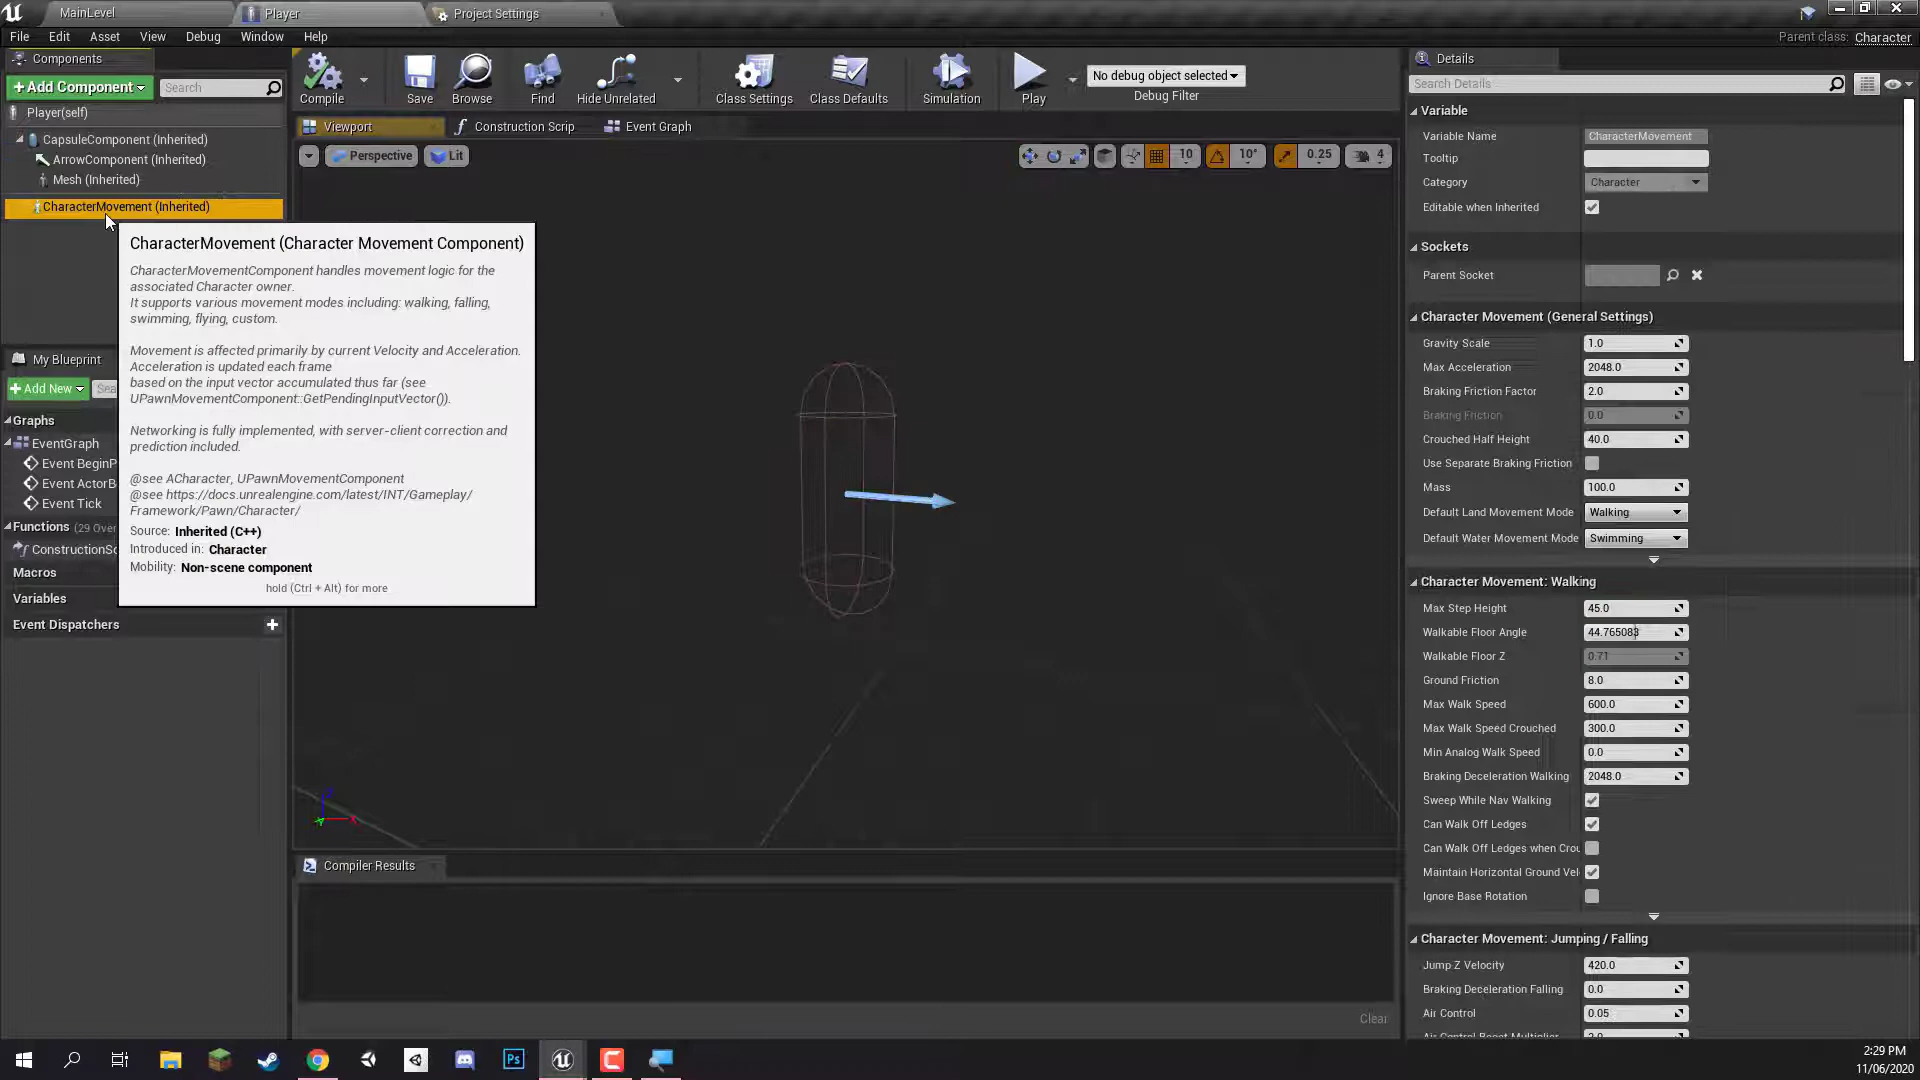 MainLevel
Player
Project Settings
File
Edit
Asset
View
Debug
Window
Help
Parent class: Character
Components
+Add Component
Search
Player(self)
CapsuleComponent (Inherited)
ArrowComponent (Inherited)
Mesh (Inherited)
CharacterMovement (Inherited)
CharacterMovement (Character Movement Component)
CharacterMovementComponent handles movement logic for the
associated Character owner.
It supports various movement modes including: walking, falling,
swimming, flying, custom.
Movement is affected primarily by current Velocity and Acceleration.
Acceleration is updated each frame
based on the input vector accumulated thus far (see
UPawnMovementComponent::GetPendingInputVector()).
Networking is fully implemented, with server-client correction and
prediction included.
@see ACharacter, UPawnMovementComponent
@see https://docs.unrealengine.com/latest/INT/Gameplay/
Framework/Pawn/Character/
Source: Inherited (C++)
Introduced in: Character
Mobility: Non-scene component
hold (Ctrl + Alt) for more
My Blueprint
+Add New
Sea
Graphs
EventGraph
Event BeginP
Event ActorB
Event Tick
Functions (29 Over
ConstructionSc
Macros
Variables
Event Dispatchers
Compile
Save
Browse
Find
Hide Unrelated
Class Settings
Class Defaults
Simulation
Play
No debug object selected
Debug Filter
Viewport
Construction Scrip
Event Graph
Perspective
Lit
10
10°
0.25
4
Compiler Results
Clear
Details
Search Details
Variable
Variable Name CharacterMovement
Tooltip
Category Character
Editable when Inherited
Sockets
Parent Socket
Character Movement (General Settings)
Gravity Scale 1.0
Max Acceleration 2048.0
Braking Friction Factor 2.0
Braking Friction 0.0
Crouched Half Height 40.0
Use Separate Braking Friction
Mass 100.0
Default Land Movement Mode Walking
Default Water Movement Mode Swimming
Character Movement: Walking
Max Step Height 45.0
Walkable Floor Angle 44.765083
Walkable Floor Z 0.71
Ground Friction 8.0
Max Walk Speed 600.0
Max Walk Speed Crouched 300.0
Min Analog Walk Speed 0.0
Braking Deceleration Walking 2048.0
Sweep While Nav Walking
Can Walk Off Ledges
Can Walk Off Ledges when Crou
Maintain Horizontal Ground Vel
Ignore Base Rotation
Character Movement: Jumping / Falling
Jump Z Velocity 420.0
Braking Deceleration Falling 0.0
Air Control 0.05
Air Control Boost Multiplier 2.0
Ps
2:29 PM
11/06/2020